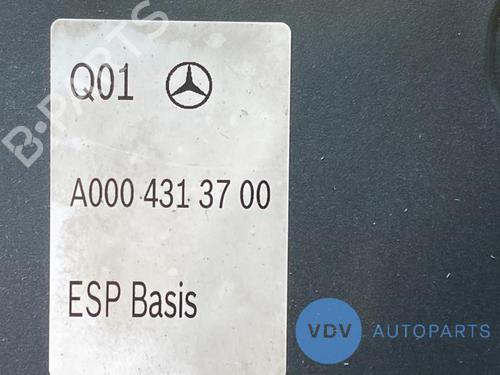 Q01
A000 431 37 00
ESP Basis
B-PARTS
VDV AUTOPARTS